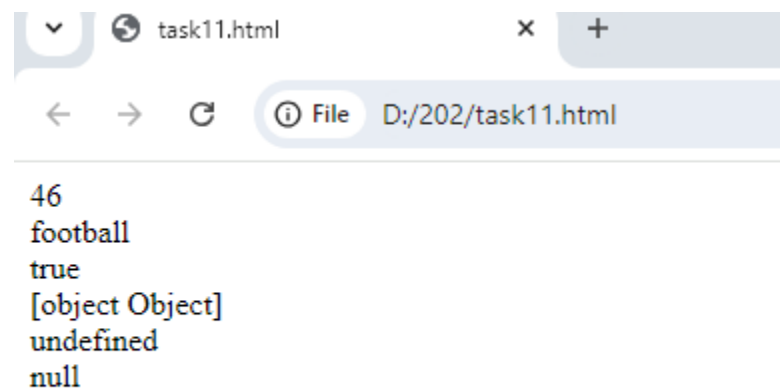 task11.html
File D:/202/task11.html
46
football
true
[object Object]
undefined
null